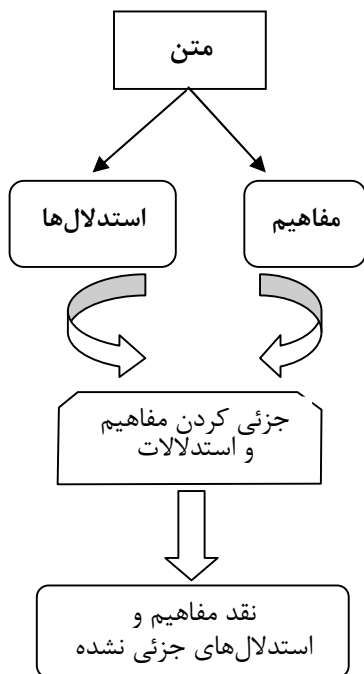 متن
مفاهیم
استدلال‌ها
جزئی کردن مفاهیم
و استدلالات
نقد مفاهیم و
استدلال‌های جزئی نشده